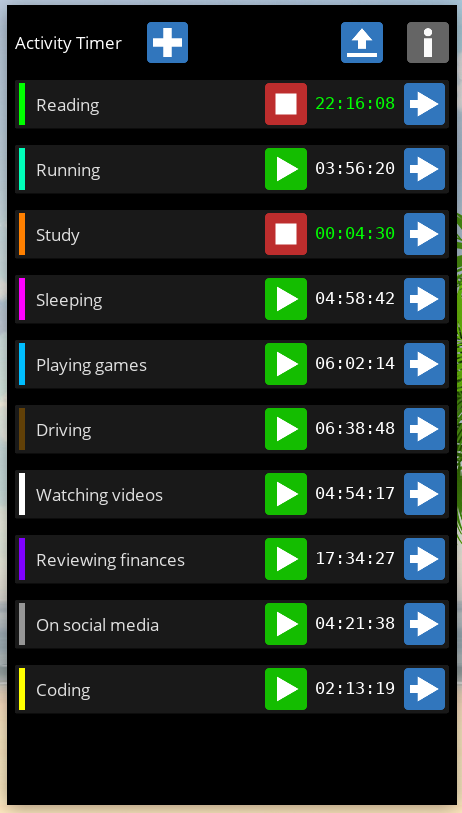 Activity Timer
Reading 22:16:08
Running 03:56:20
Study 00:04:30
Sleeping 04:58:42
Playing games 06:02:14
Driving 06:38:48
Watching videos 04:54:17
Reviewing finances 17:34:27
On social media 04:21:38
Coding 02:13:19